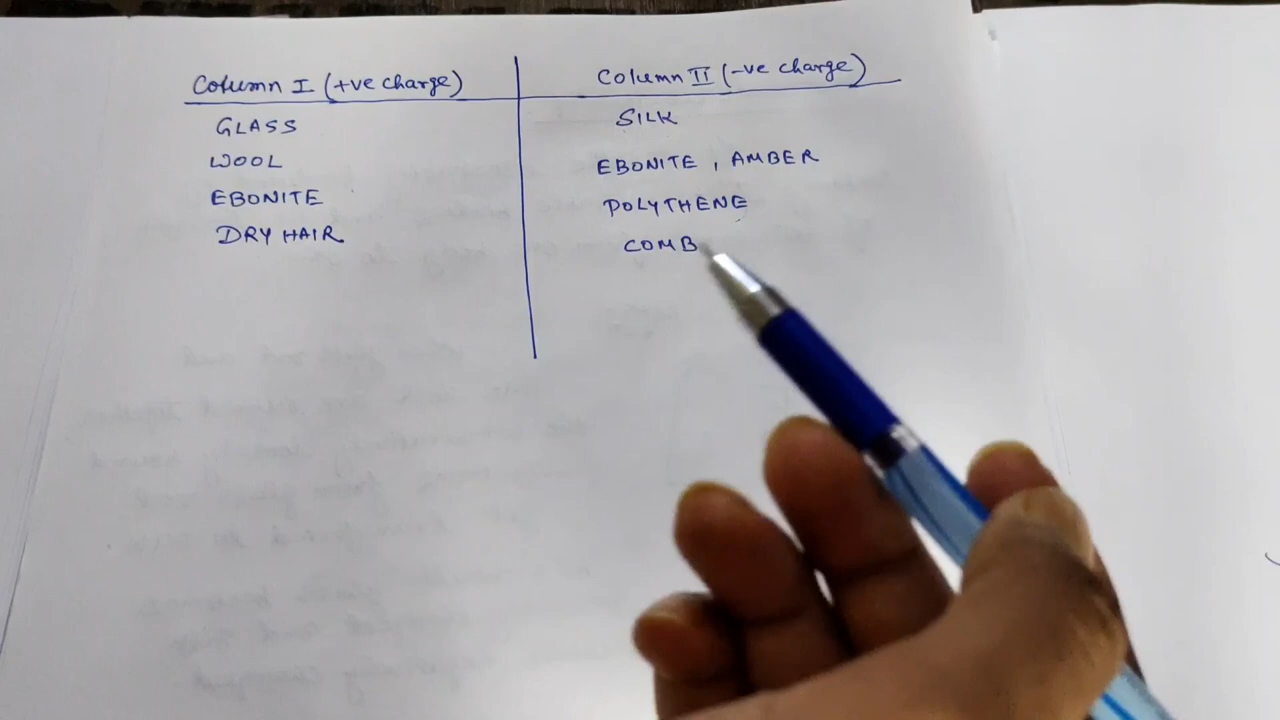 Column I (+ve charge) Column II (-ve charge)
GLASS SILK
WOOL EBONITE , AMBER
EBONITE POLYTHENE
DRY HAIR COMB